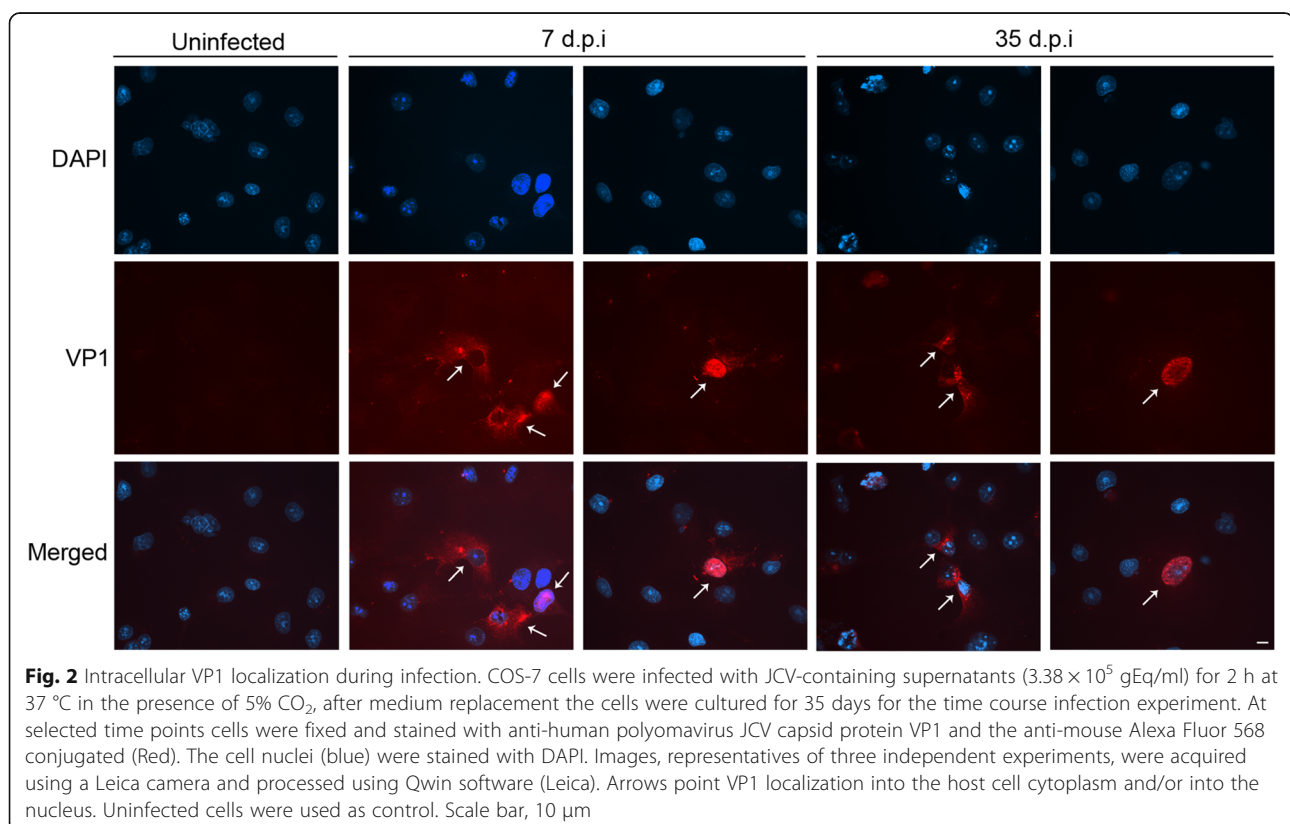 Uninfected 7 d.p.i 35 d.p.i
DAPI
VP1
Merged
Fig. 2 Intracellular VP1 localization during infection. COS-7 cells were infected with JCV-containing supernatants (3.38 × 10⁵ gEq/ml) for 2 h at
37 °C in the presence of 5% CO₂, after medium replacement the cells were cultured for 35 days for the time course infection experiment. At
selected time points cells were fixed and stained with anti-human polyomavirus JCV capsid protein VP1 and the anti-mouse Alexa Fluor 568
conjugated (Red). The cell nuclei (blue) were stained with DAPI. Images, representatives of three independent experiments, were acquired
using a Leica camera and processed using Qwin software (Leica). Arrows point VP1 localization into the host cell cytoplasm and/or into the
nucleus. Uninfected cells were used as control. Scale bar, 10 μm